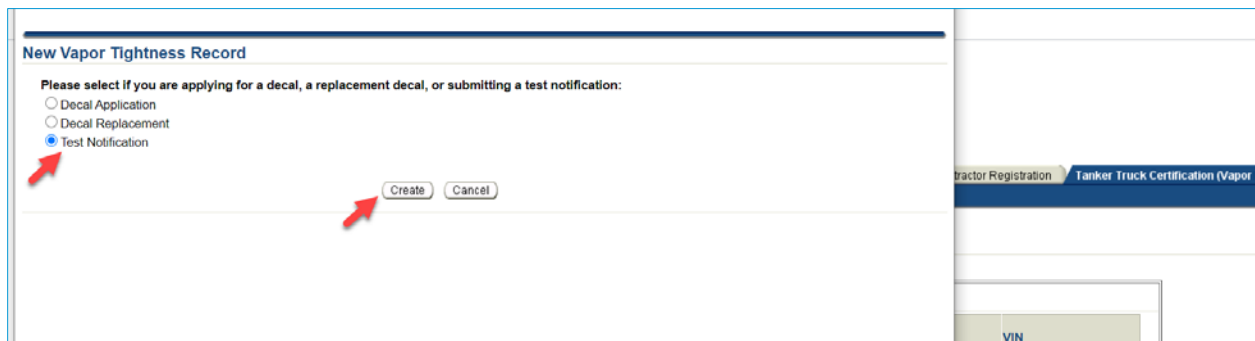 New Vapor Tightness Record
Please select if you are applying for a decal, a replacement decal, or submitting a test notification:
Decal Application
Decal Replacement
Test Notification
Create Cancel
tractor Registration Tanker Truck Certification (Vapor
VIN